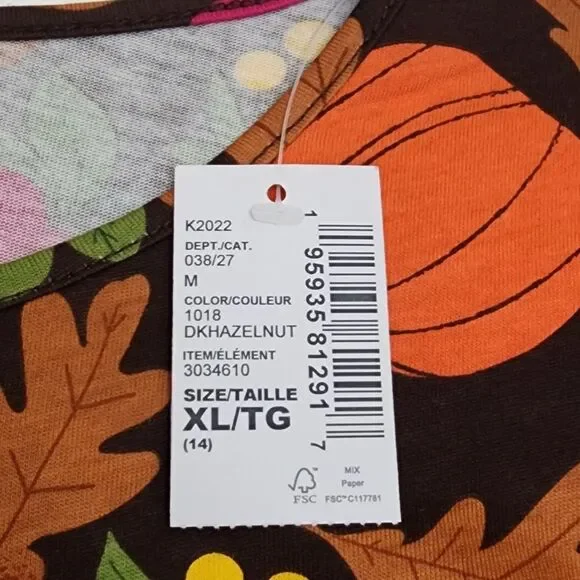 K2022
DEPT./CAT.
038/27
M
COLOR/COULEUR
1018
DKHAZELNUT
ITEM/ÉLÉMENT
3034610
SIZE/TAILLE
XL/TG
(14)
1 95935 81291 7
FSC
MIX
Paper
FSC™ C117781